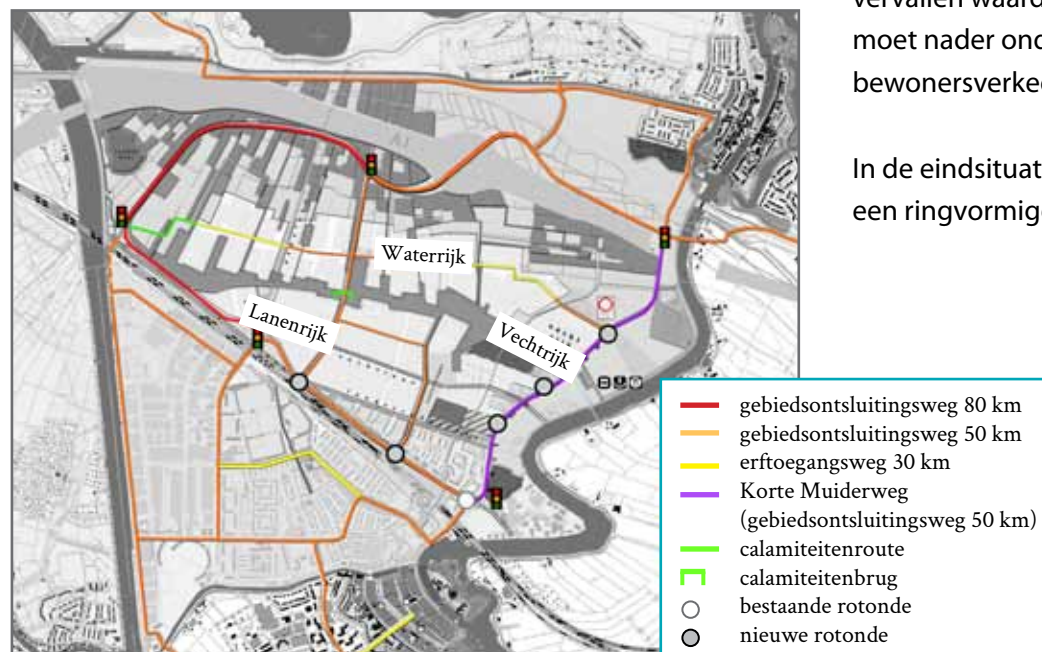 vervallen waard
moet nader ond
bewonersverkee
In de eindsituat
een ringvormige
A1
Waterrijk
Lanenrijk
Vechtrijk
gebiedsontsluitingsweg 80 km
gebiedsontsluitingsweg 50 km
erftoegangsweg 30 km
Korte Muiderweg
(gebiedsontsluitingsweg 50 km)
calamiteitenroute
calamiteitenbrug
bestaande rotonde
nieuwe rotonde